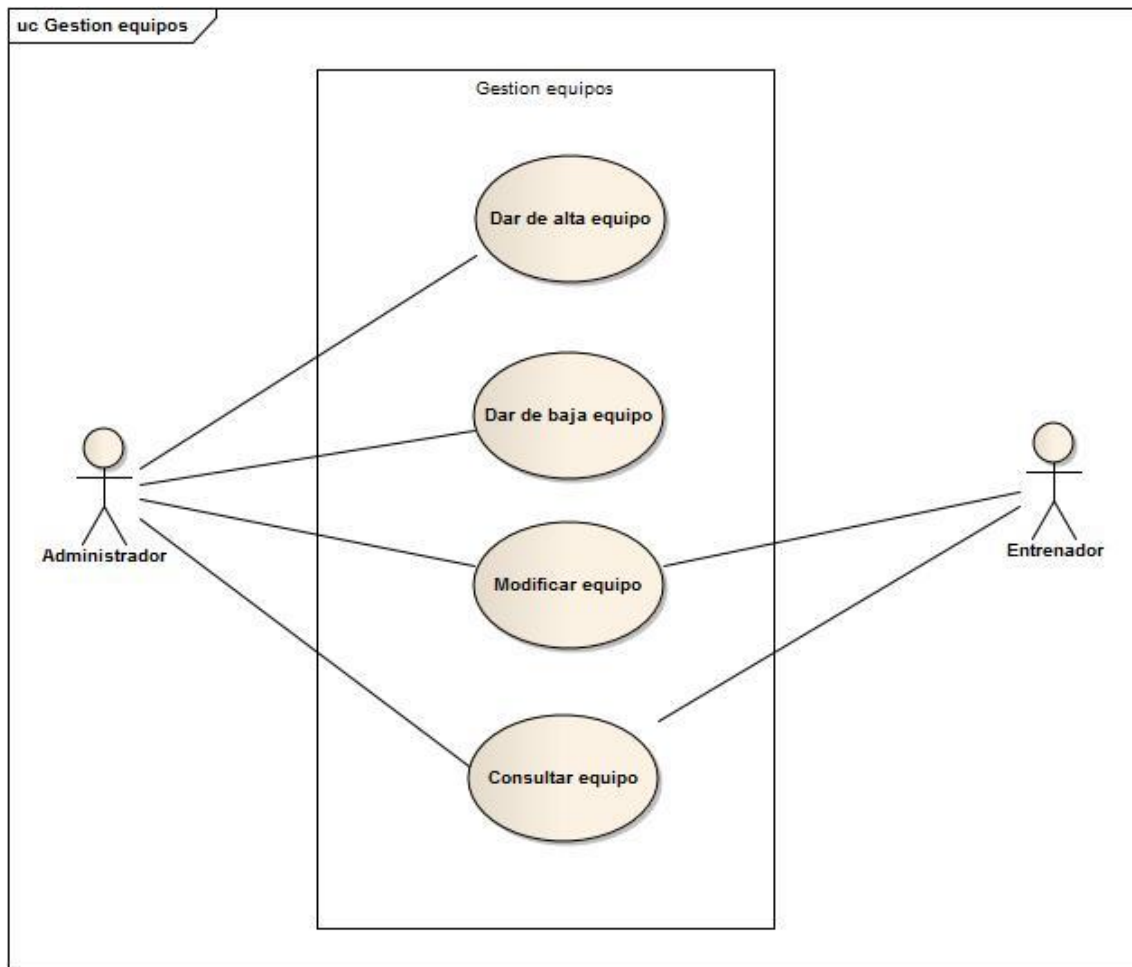 uc Gestion equipos
Gestion equipos
Dar de alta equipo
Dar de baja equipo
Administrador
Entrenador
Modificar equipo
Consultar equipo